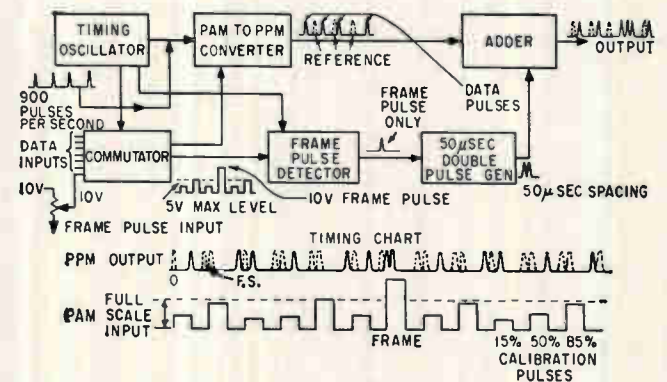 TIMING
OSCILLATOR
PAM TO PPM
CONVERTER
REFERENCE
ADDER
OUTPUT
900
PULSES
PER SECOND
DATA
INPUTS
COMMUTATOR
10V
10V
FRAME PULSE INPUT
5V MAX LEVEL
10V FRAME PULSE
FRAME
PULSE
DETECTOR
FRAME
PULSE
ONLY
DATA
PULSES
50μSEC
DOUBLE
PULSE GEN
50μSEC SPACING
TIMING CHART
PPM OUTPUT
0
F.S.
FULL
SCALE
PAM INPUT
FRAME
15% 50% 85%
CALIBRATION
PULSES